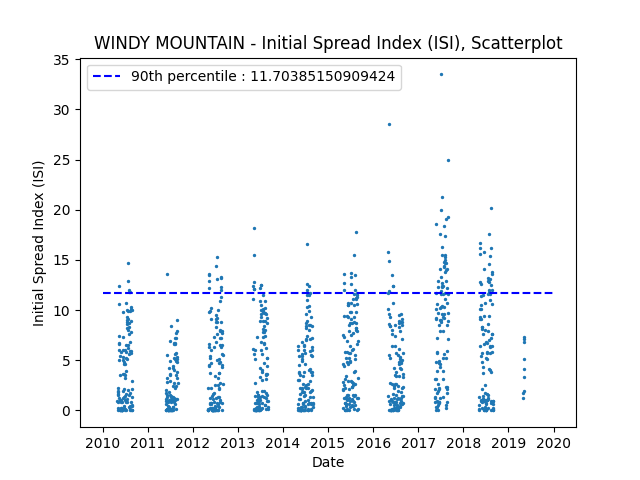 WINDY MOUNTAIN - Initial Spread Index (ISI), Scatterplot
90th percentile : 11.70385150909424
Initial Spread Index (ISI)
35
30
25
20
15
10
5
0
2010 2011 2012 2013 2014 2015 2016 2017 2018 2019 2020
Date